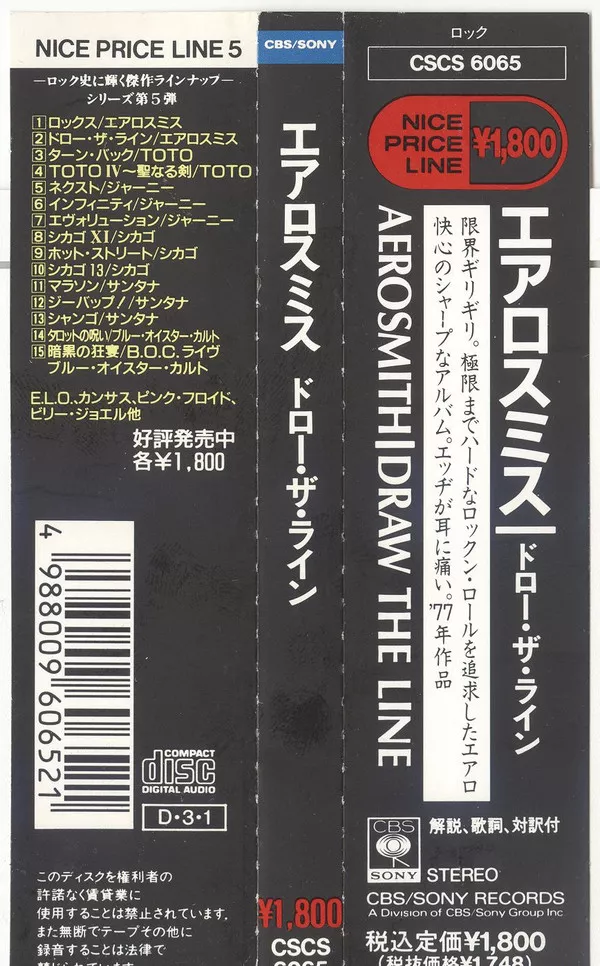 NICE PRICE LINE 5
—ロック史に輝く傑作ラインナップ—
シリーズ第5弾
1 ロックス/エアロスミス
2 ドロー・ザ・ライン/エアロスミス
3 ターン・バック/TOTO
4 TOTO IV〜聖なる剣/TOTO
5 ネクスト/ジャーニー
6 インフィニティ/ジャーニー
7 エヴォリューション/ジャーニー
8 シカゴ XI/シカゴ
9 ホット・ストリート/シカゴ
10 シカゴ 13/シカゴ
11 マラソン/サンタナ
12 ジーバップ!/サンタナ
13 シャンゴ/サンタナ
14 タロットの呪い/ブルー・オイスター・カルト
15 暗黒の狂宴/B.O.C.ライヴ
ブルー・オイスター・カルト
E.L.O.、カンサス、ピンク・フロイド、
ビリー・ジョエル他
好評発売中
各¥1,800
4 988009 606521
COMPACT
disc
DIGITAL AUDIO
D・3・1
このディスクを権利者の
許諾なく賃貸業に
使用することは禁止されています。
また無断でテープその他に
録音することは法律で
禁じられています。
CBS/SONY
エアロスミス ドロー・ザ・ライン
¥1,800
CSCS
6065
ロック
CSCS 6065
NICE
PRICE
LINE
¥1,800
エアロスミス|ドロー・ザ・ライン
限界ギリギリ。極限までハードなロックン・ロールを追求したエアロ
快心のシャープなアルバム。エッヂが耳に痛い。'77年作品
AEROSMITH|DRAW THE LINE
CBS
SONY
解説、歌詞、対訳付
STEREO
CBS/SONY RECORDS
A Division of CBS/Sony Group Inc
税込定価¥1,800
(税抜価格¥1,748)